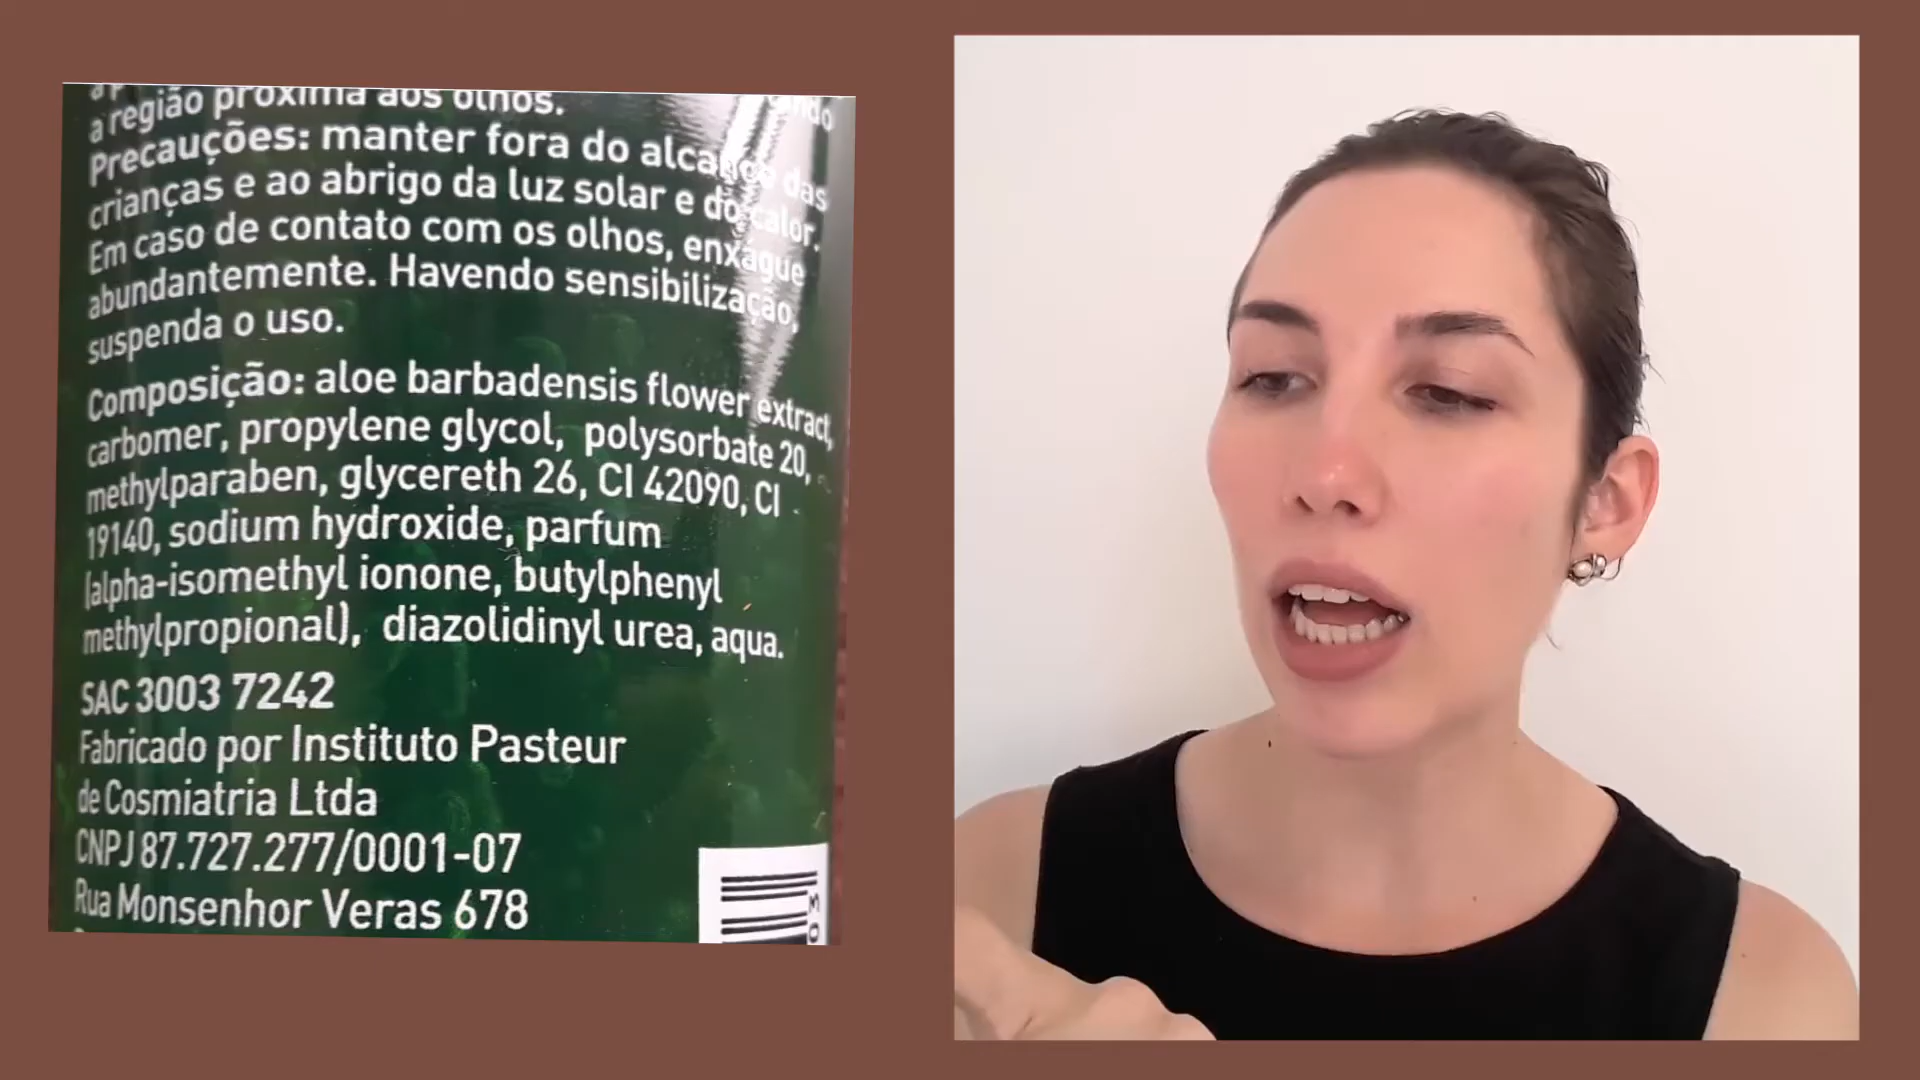 a região próxima aos olhos.
Precauções: manter fora do alcance das
crianças e ao abrigo da luz solar e do calor.
Em caso de contato com os olhos, enxágue
abundantemente. Havendo sensibilização,
suspenda o uso.
Composição: aloe barbadensis flower extract,
carbomer, propylene glycol, polysorbate 20,
methylparaben, glycereth 26, CI 42090, CI
19140, sodium hydroxide, parfum
(alpha-isomethyl ionone, butylphenyl
methylpropional), diazolidinyl urea, aqua.
SAC 3003 7242
Fabricado por Instituto Pasteur
de Cosmiatria Ltda
CNPJ 87.727.277/0001-07
Rua Monsenhor Veras 678